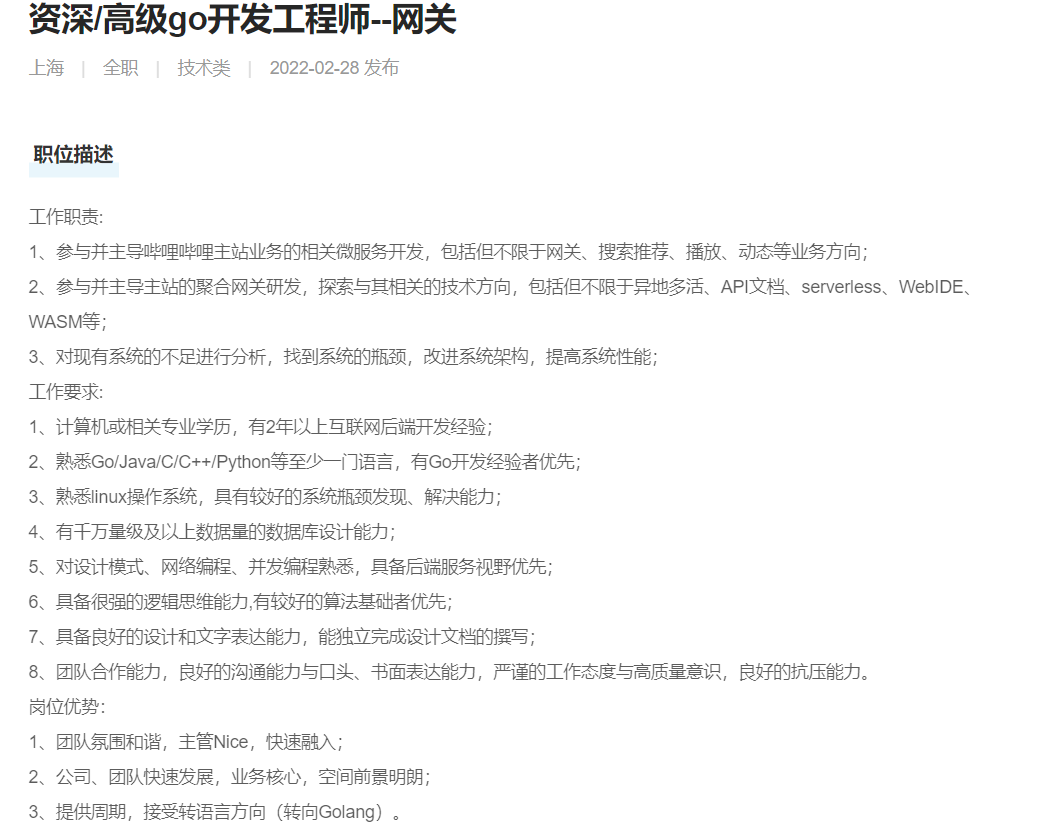 资深/高级go开发工程师--网关
上海 | 全职 | 技术类 | 2022-02-28 发布
职位描述
工作职责:
1、参与并主导哔哩哔哩主站业务的相关微服务开发，包括但不限于网关、搜索推荐、播放、动态等业务方向；
2、参与并主导主站的聚合网关研发，探索与其相关的技术方向，包括但不限于异地多活、API文档、serverless、WebIDE、
WASM等；
3、对现有系统的不足进行分析，找到系统的瓶颈，改进系统架构，提高系统性能；
工作要求:
1、计算机或相关专业学历，有2年以上互联网后端开发经验；
2、熟悉Go/Java/C/C++/Python等至少一门语言，有Go开发经验者优先；
3、熟悉linux操作系统，具有较好的系统瓶颈发现、解决能力；
4、有千万量级及以上数据量的数据库设计能力；
5、对设计模式、网络编程、并发编程熟悉，具备后端服务视野优先；
6、具备很强的逻辑思维能力,有较好的算法基础者优先；
7、具备良好的设计和文字表达能力，能独立完成设计文档的撰写；
8、团队合作能力，良好的沟通能力与口头、书面表达能力，严谨的工作态度与高质量意识，良好的抗压能力。
岗位优势：
1、团队氛围和谐，主管Nice，快速融入；
2、公司、团队快速发展，业务核心，空间前景明朗；
3、提供周期，接受转语言方向（转向Golang）。